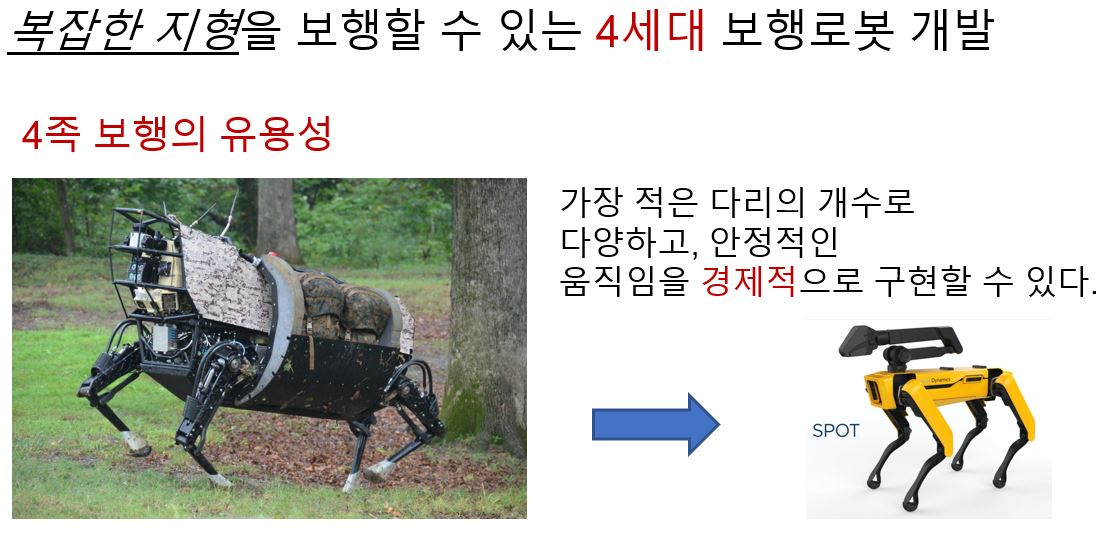 복잡한 지형을 보행할 수 있는 4세대 보행로봇 개발
4족 보행의 유용성
가장 적은 다리의 개수로
다양하고, 안정적인
움직임을 경제적으로 구현할 수 있다.
Dynamics
SPOT